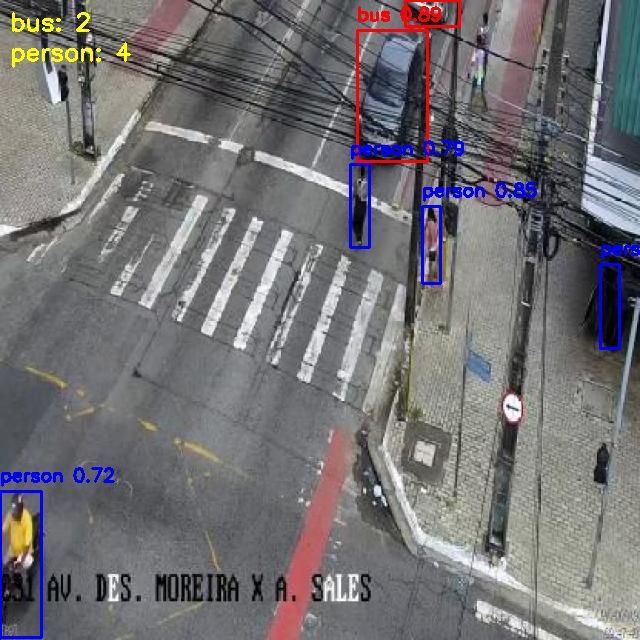 bus: 2
person: 4
bus 0.89
person 0.79
person 0.85
pers
person 0.72
AV. DES. MOREIRA X A. SALES